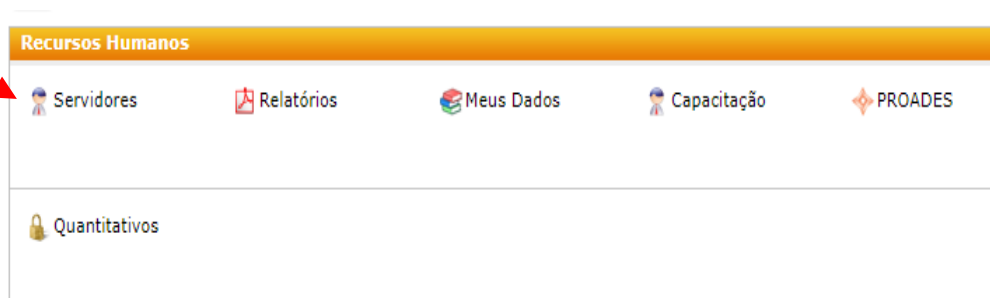 Recursos Humanos
Servidores Relatórios Meus Dados Capacitação PROADES
Quantitativos